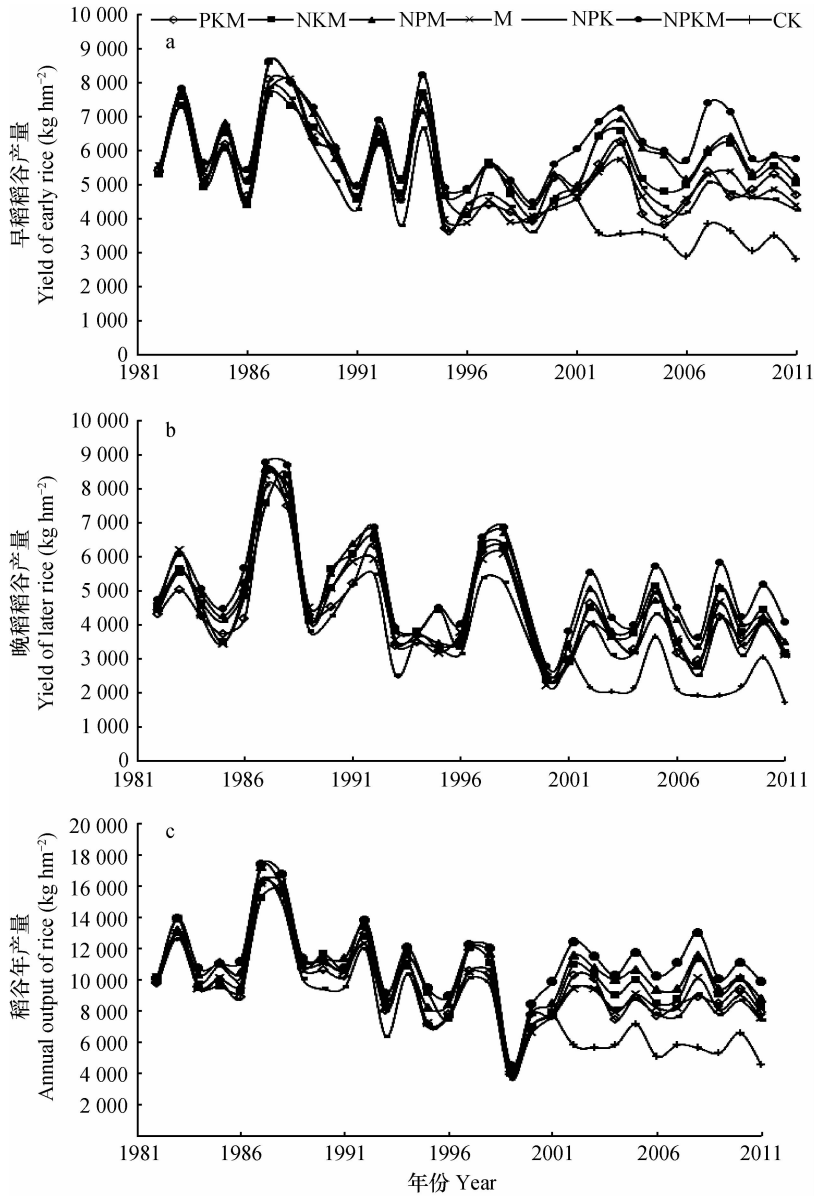 10 000 PKM NKM NPM M NPK NPKM CK
a
9 000
8 000
7 000
6 000
5 000
4 000
3 000
2 000
1 000
0
早稻稻谷产量
Yield of early rice (kg hm−2)
1981 1986 1991 1996 2001 2006 2011
10 000
b
9 000
8 000
7 000
6 000
5 000
4 000
3 000
2 000
1 000
0
晚稻稻谷产量
Yield of later rice (kg hm−2)
1981 1986 1991 1996 2001 2006 2011
20 000
c
18 000
16 000
14 000
12 000
10 000
8 000
6 000
4 000
2 000
稻谷年产量
Annual output of rice (kg hm−2)
1981 1986 1991 1996 2001 2006 2011
年份 Year